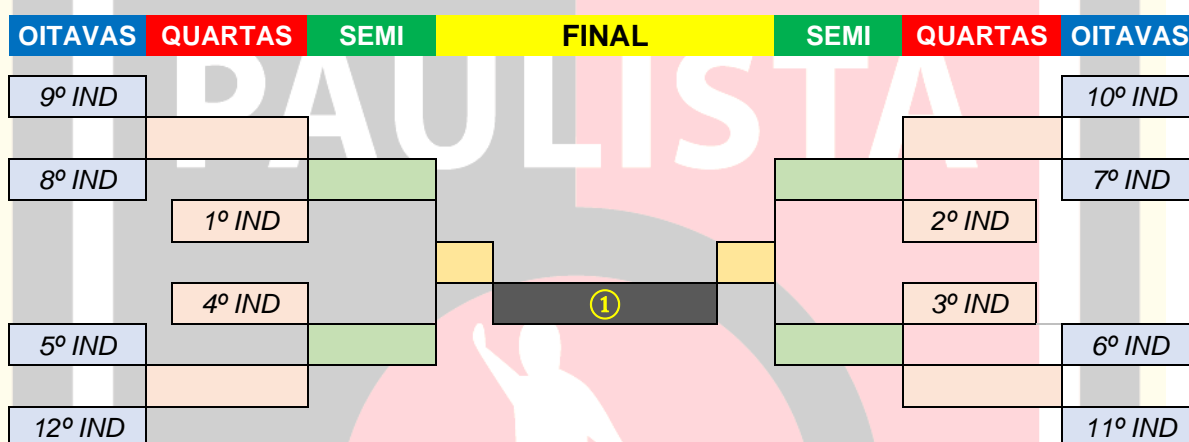 OITAVAS QUARTAS SEMI FINAL SEMI QUARTAS OITAVAS
PAULISTA
9º IND 10º IND
8º IND 7º IND
1º IND 2º IND
4º IND ① 3º IND
5º IND 6º IND
12º IND 11º IND